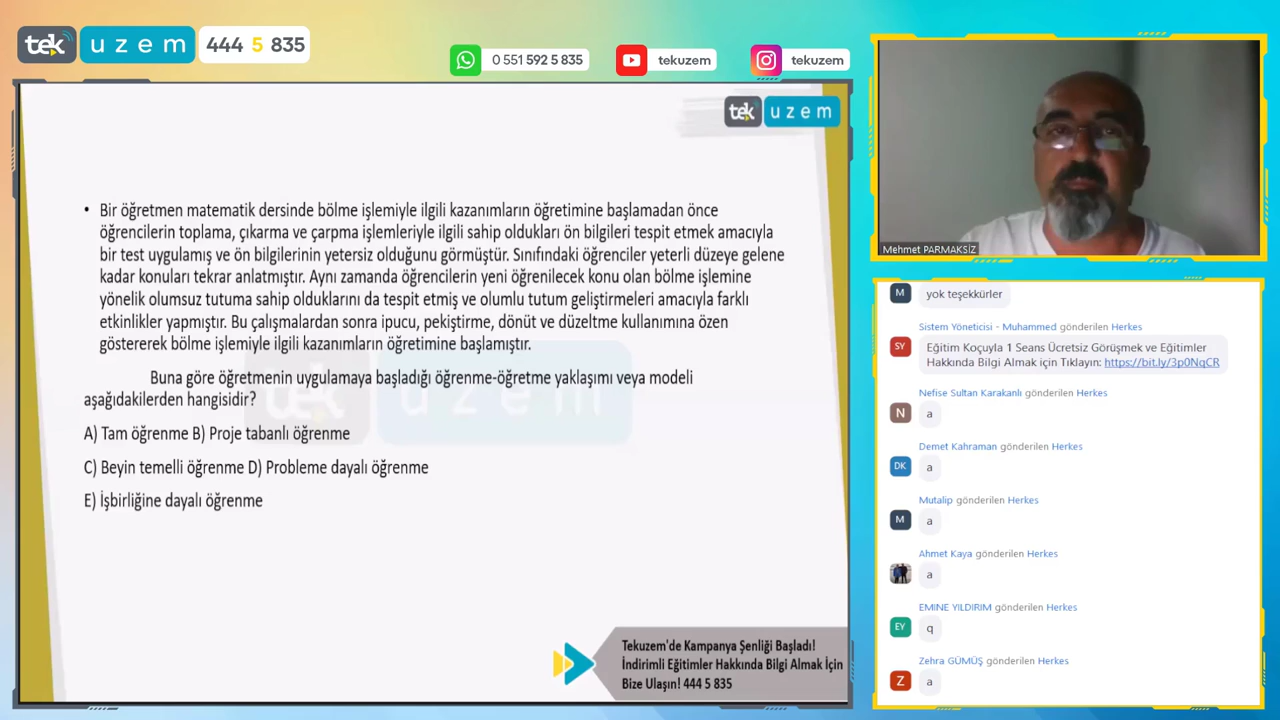 tek uzem 444 5 835
0 551 592 5 835
tekuzem
tekuzem
tek uzem
• Bir öğretmen matematik dersinde bölme işlemiyle ilgili kazanımların öğretimine başlamadan önce
öğrencilerin toplama, çıkarma ve çarpma işlemleriyle ilgili sahip oldukları ön bilgileri tespit etmek amacıyla
bir test uygulamış ve ön bilgilerinin yetersiz olduğunu görmüştür. Sınıfındaki öğrenciler yeterli düzeye gelene
kadar konuları tekrar anlatmıştır. Aynı zamanda öğrencilerin yeni öğrenilecek konu olan bölme işlemine
yönelik olumsuz tutuma sahip olduklarını da tespit etmiş ve olumlu tutum geliştirmeleri amacıyla farklı
etkinlikler yapmıştır. Bu çalışmalardan sonra ipucu, pekiştirme, dönüt ve düzeltme kullanımına özen
göstererek bölme işlemiyle ilgili kazanımların öğretimine başlamıştır.
Buna göre öğretmenin uygulamaya başladığı öğrenme-öğretme yaklaşımı veya modeli
aşağıdakilerden hangisidir?
A) Tam öğrenme B) Proje tabanlı öğrenme
C) Beyin temelli öğrenme D) Probleme dayalı öğrenme
E) İşbirliğine dayalı öğrenme
tek uzem
Tekuzem'de Kampanya Şenliği Başladı!
İndirimli Eğitimler Hakkında Bilgi Almak İçin
Bize Ulaşın! 444 5 835
Mehmet PARMAKSİZ
M yok teşekkürler
Sistem Yöneticisi - Muhammed gönderilen Herkes
SY Eğitim Koçuyla 1 Seans Ücretsiz Görüşmek ve Eğitimler
Hakkında Bilgi Almak için Tıklayın: https://bit.ly/3p0NqCR
Nefise Sultan Karakanlı gönderilen Herkes
N a
Demet Kahraman gönderilen Herkes
DK a
Mutalip gönderilen Herkes
M a
Ahmet Kaya gönderilen Herkes
a
EMINE YILDIRIM gönderilen Herkes
EY q
Zehra GÜMÜŞ gönderilen Herkes
Z a